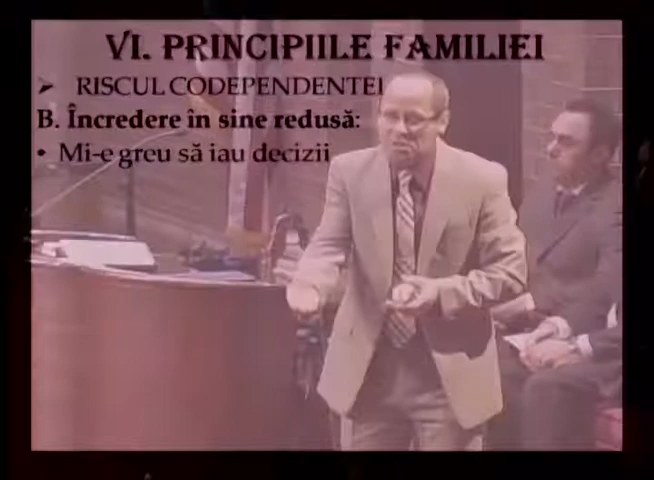 VI. PRINCIPIILE FAMILIEI
RISCUL CODEPENDENTEI
B. Încredere în sine redusă:
• Mi-e greu să iau decizii